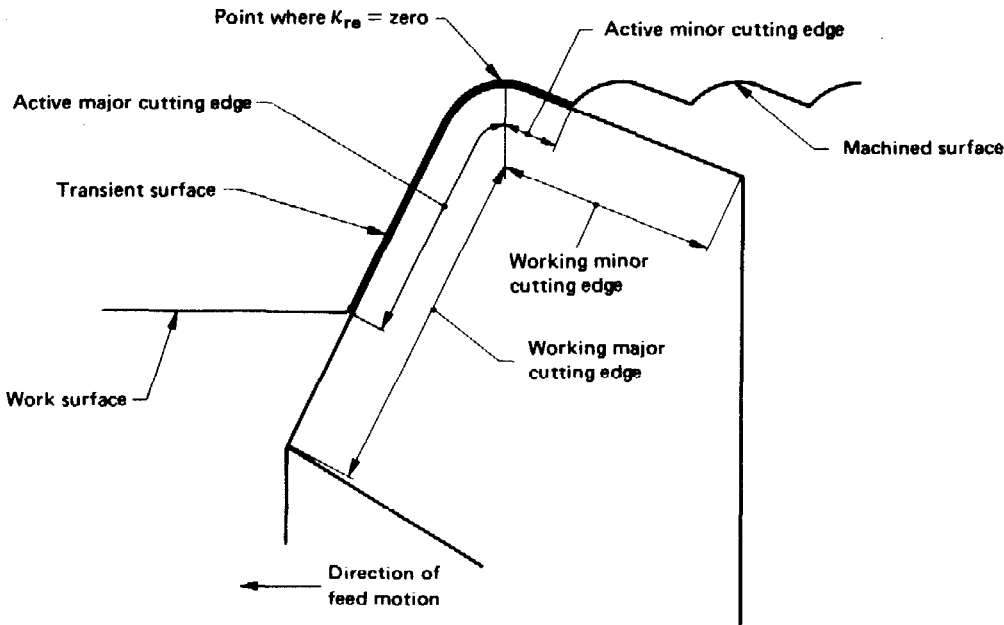 Point where K_re = zero
Active minor cutting edge
Active major cutting edge
Machined surface
Transient surface
Working minor
cutting edge
Working major
cutting edge
Work surface
Direction of
feed motion